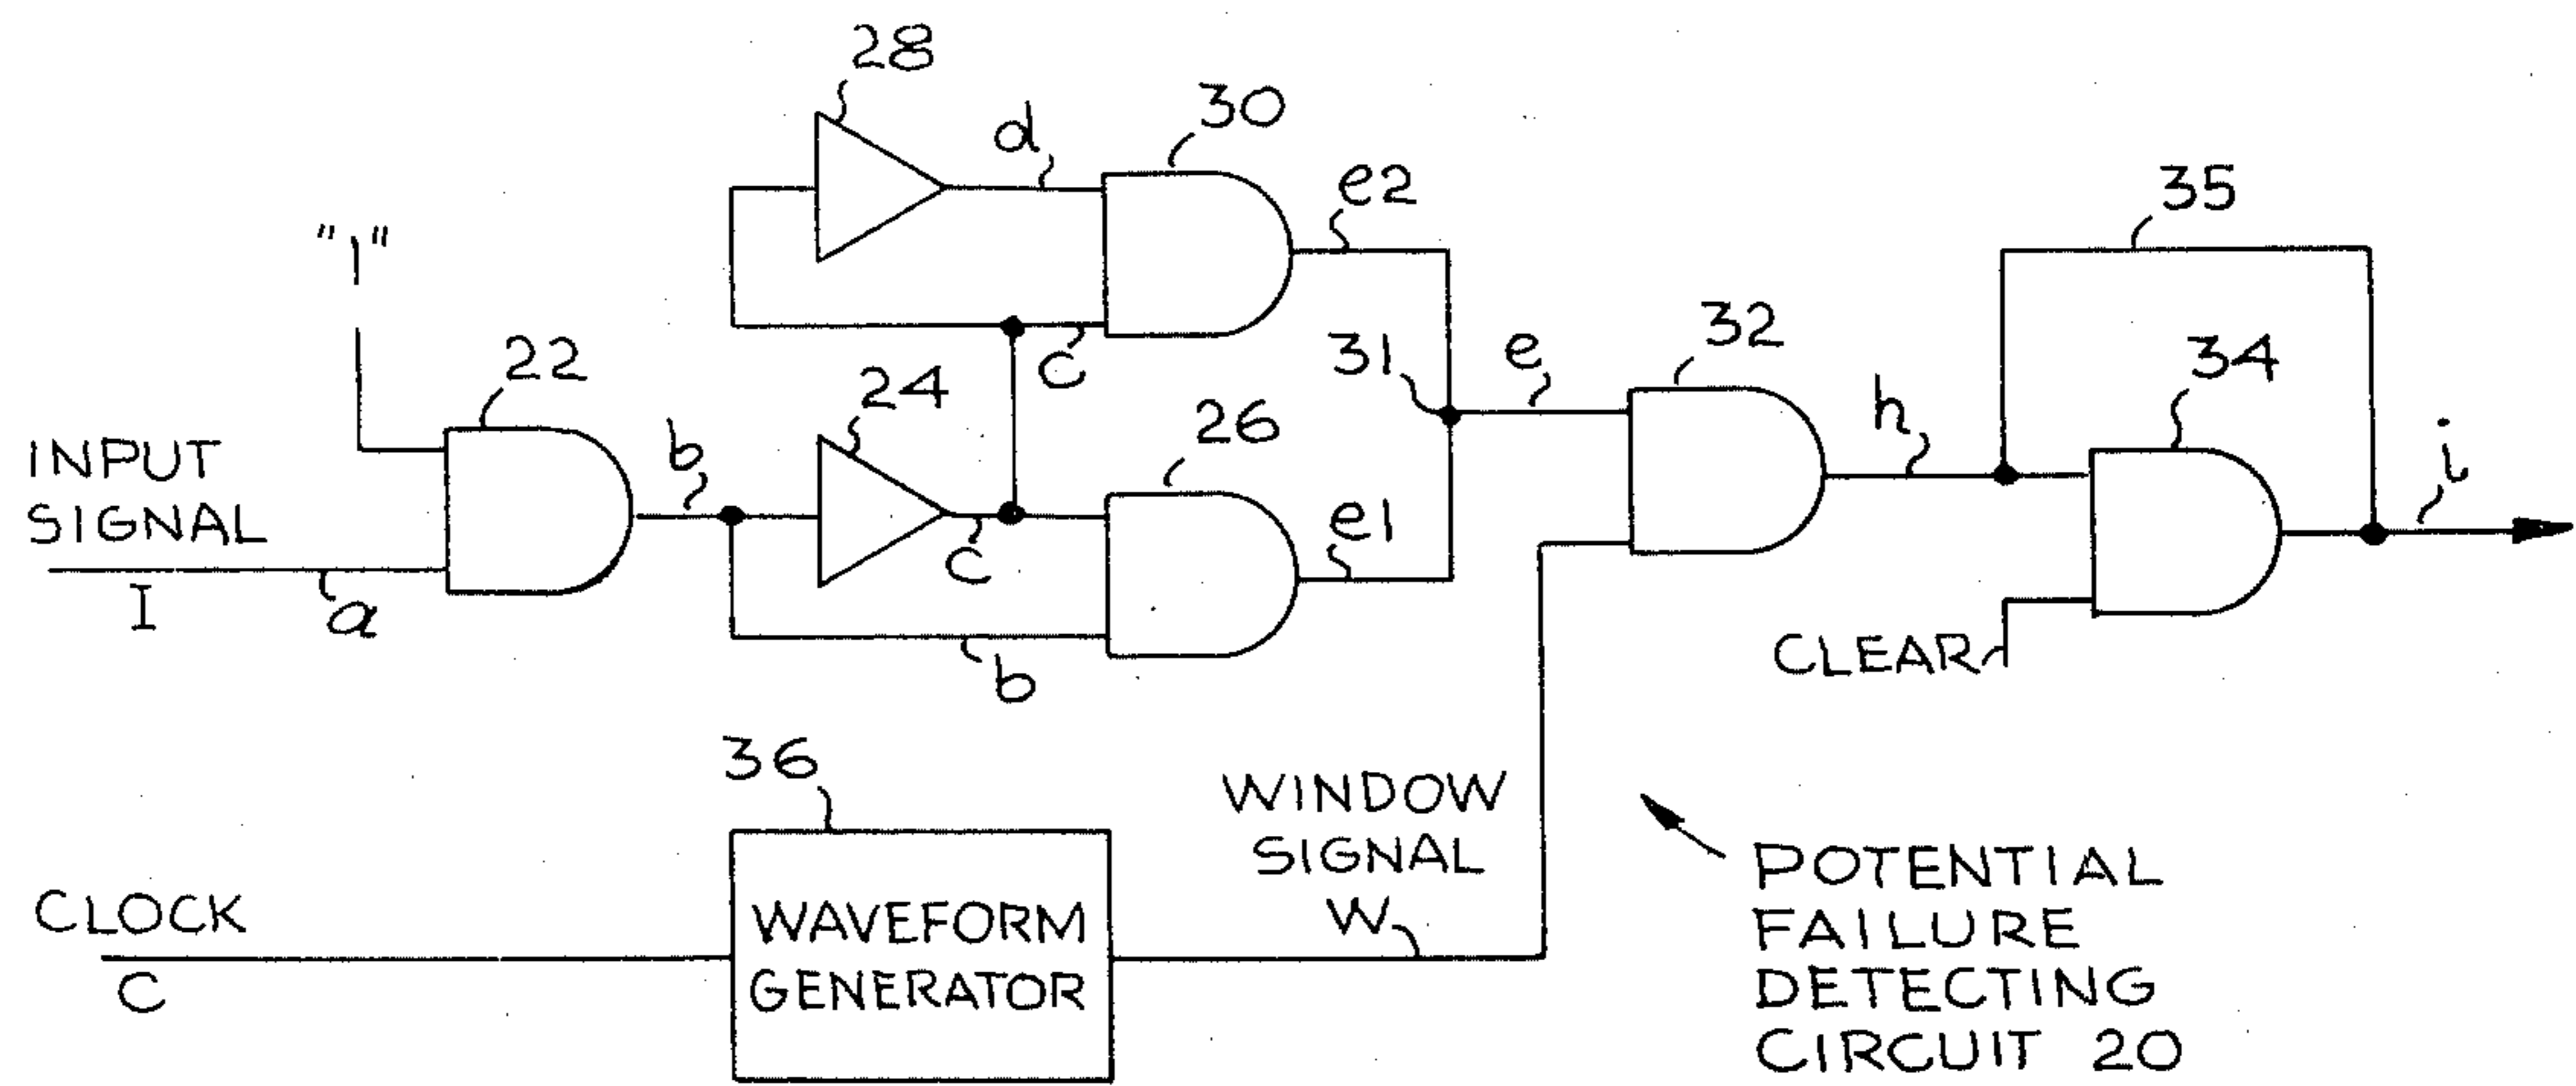 28
30
d
e2
35
"1"
C
31
e
32
34
22
24
26
h
i
INPUT
SIGNAL
b
C
e1
I
a
b
CLEAR
36
WINDOW
SIGNAL
W
CLOCK
C
WAVEFORM
GENERATOR
POTENTIAL
FAILURE
DETECTING
CIRCUIT 20